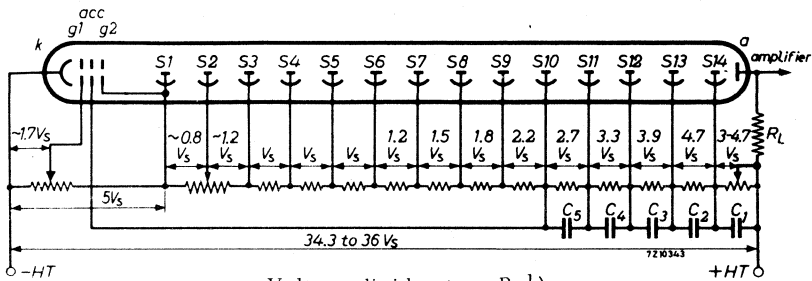 acc
g1 g2
k
a
S1 S2 S3 S4 S5 S6 S7 S8 S9 S10 S11 S12 S13 S14
amplifier
~1.7Vs
~0.8 Vs
~1.2 Vs
Vs
Vs
Vs
1.2 Vs
1.5 Vs
1.8 Vs
2.2 Vs
2.7 Vs
3.3 Vs
3.9 Vs
4.7 Vs
3~4.7 Vs
RL
5Vs
C5 C4 C3 C2 C1
7210343
34.3 to 36 Vs
-HT
+HT